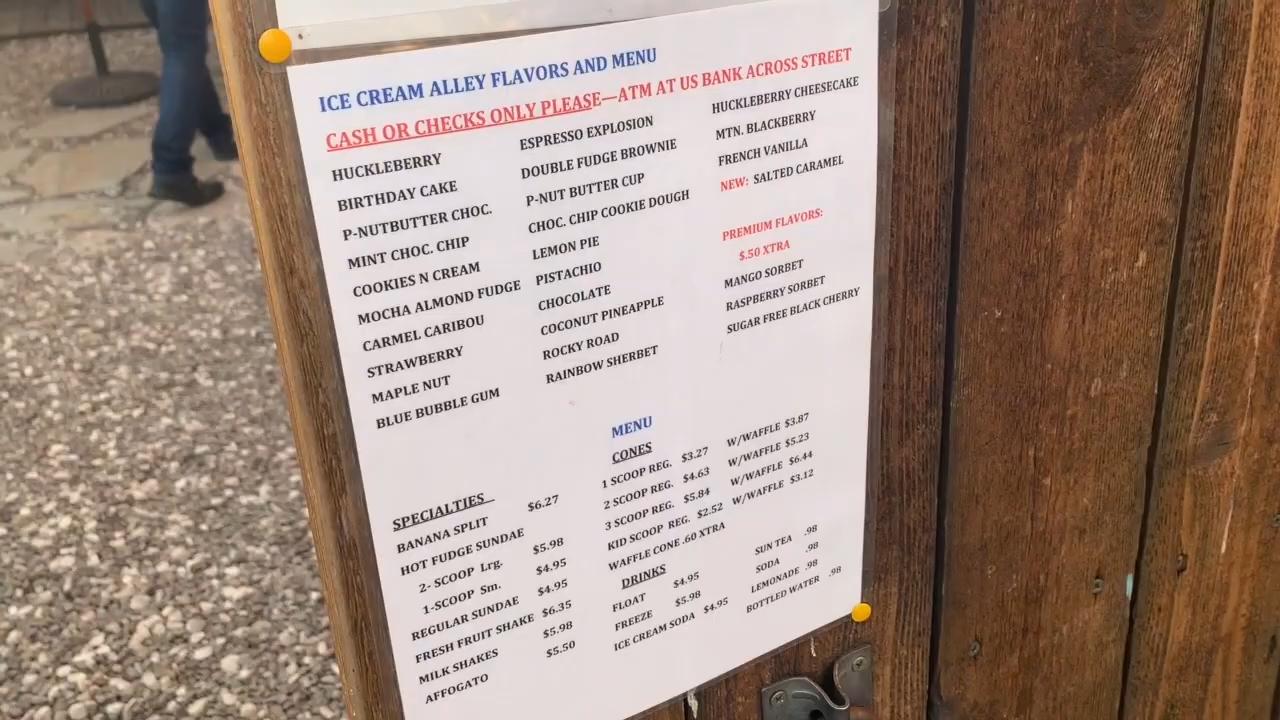 ICE CREAM ALLEY FLAVORS AND MENU
CASH OR CHECKS ONLY PLEASE—ATM AT US BANK ACROSS STREET
HUCKLEBERRY
BIRTHDAY CAKE
P-NUTBUTTER CHOC.
MINT CHOC. CHIP
COOKIES N CREAM
MOCHA ALMOND FUDGE
CARMEL CARIBOU
STRAWBERRY
MAPLE NUT
BLUE BUBBLE GUM
ESPRESSO EXPLOSION
DOUBLE FUDGE BROWNIE
P-NUT BUTTER CUP
CHOC. CHIP COOKIE DOUGH
LEMON PIE
PISTACHIO
CHOCOLATE
COCONUT PINEAPPLE
ROCKY ROAD
RAINBOW SHERBET
HUCKLEBERRY CHEESECAKE
MTN. BLACKBERRY
FRENCH VANILLA
NEW: SALTED CARAMEL
PREMIUM FLAVORS:
$.50 XTRA
MANGO SORBET
RASPBERRY SORBET
SUGAR FREE BLACK CHERRY
SPECIALTIES
BANANA SPLIT $6.27
HOT FUDGE SUNDAE
2- SCOOP Lrg. $5.98
1-SCOOP Sm. $4.95
REGULAR SUNDAE $4.95
FRESH FRUIT SHAKE $6.35
MILK SHAKES $5.98
AFFOGATO $5.50
MENU
CONES
1 SCOOP REG. $3.27 W/WAFFLE $3.87
2 SCOOP REG. $4.63 W/WAFFLE $5.23
3 SCOOP REG. $5.84 W/WAFFLE $6.44
KID SCOOP REG. $2.52 W/WAFFLE $3.12
WAFFLE CONE .60 XTRA
DRINKS
FLOAT $4.95
FREEZE $5.98
ICE CREAM SODA $4.95
SUN TEA .98
SODA .98
LEMONADE .98
BOTTLED WATER .98